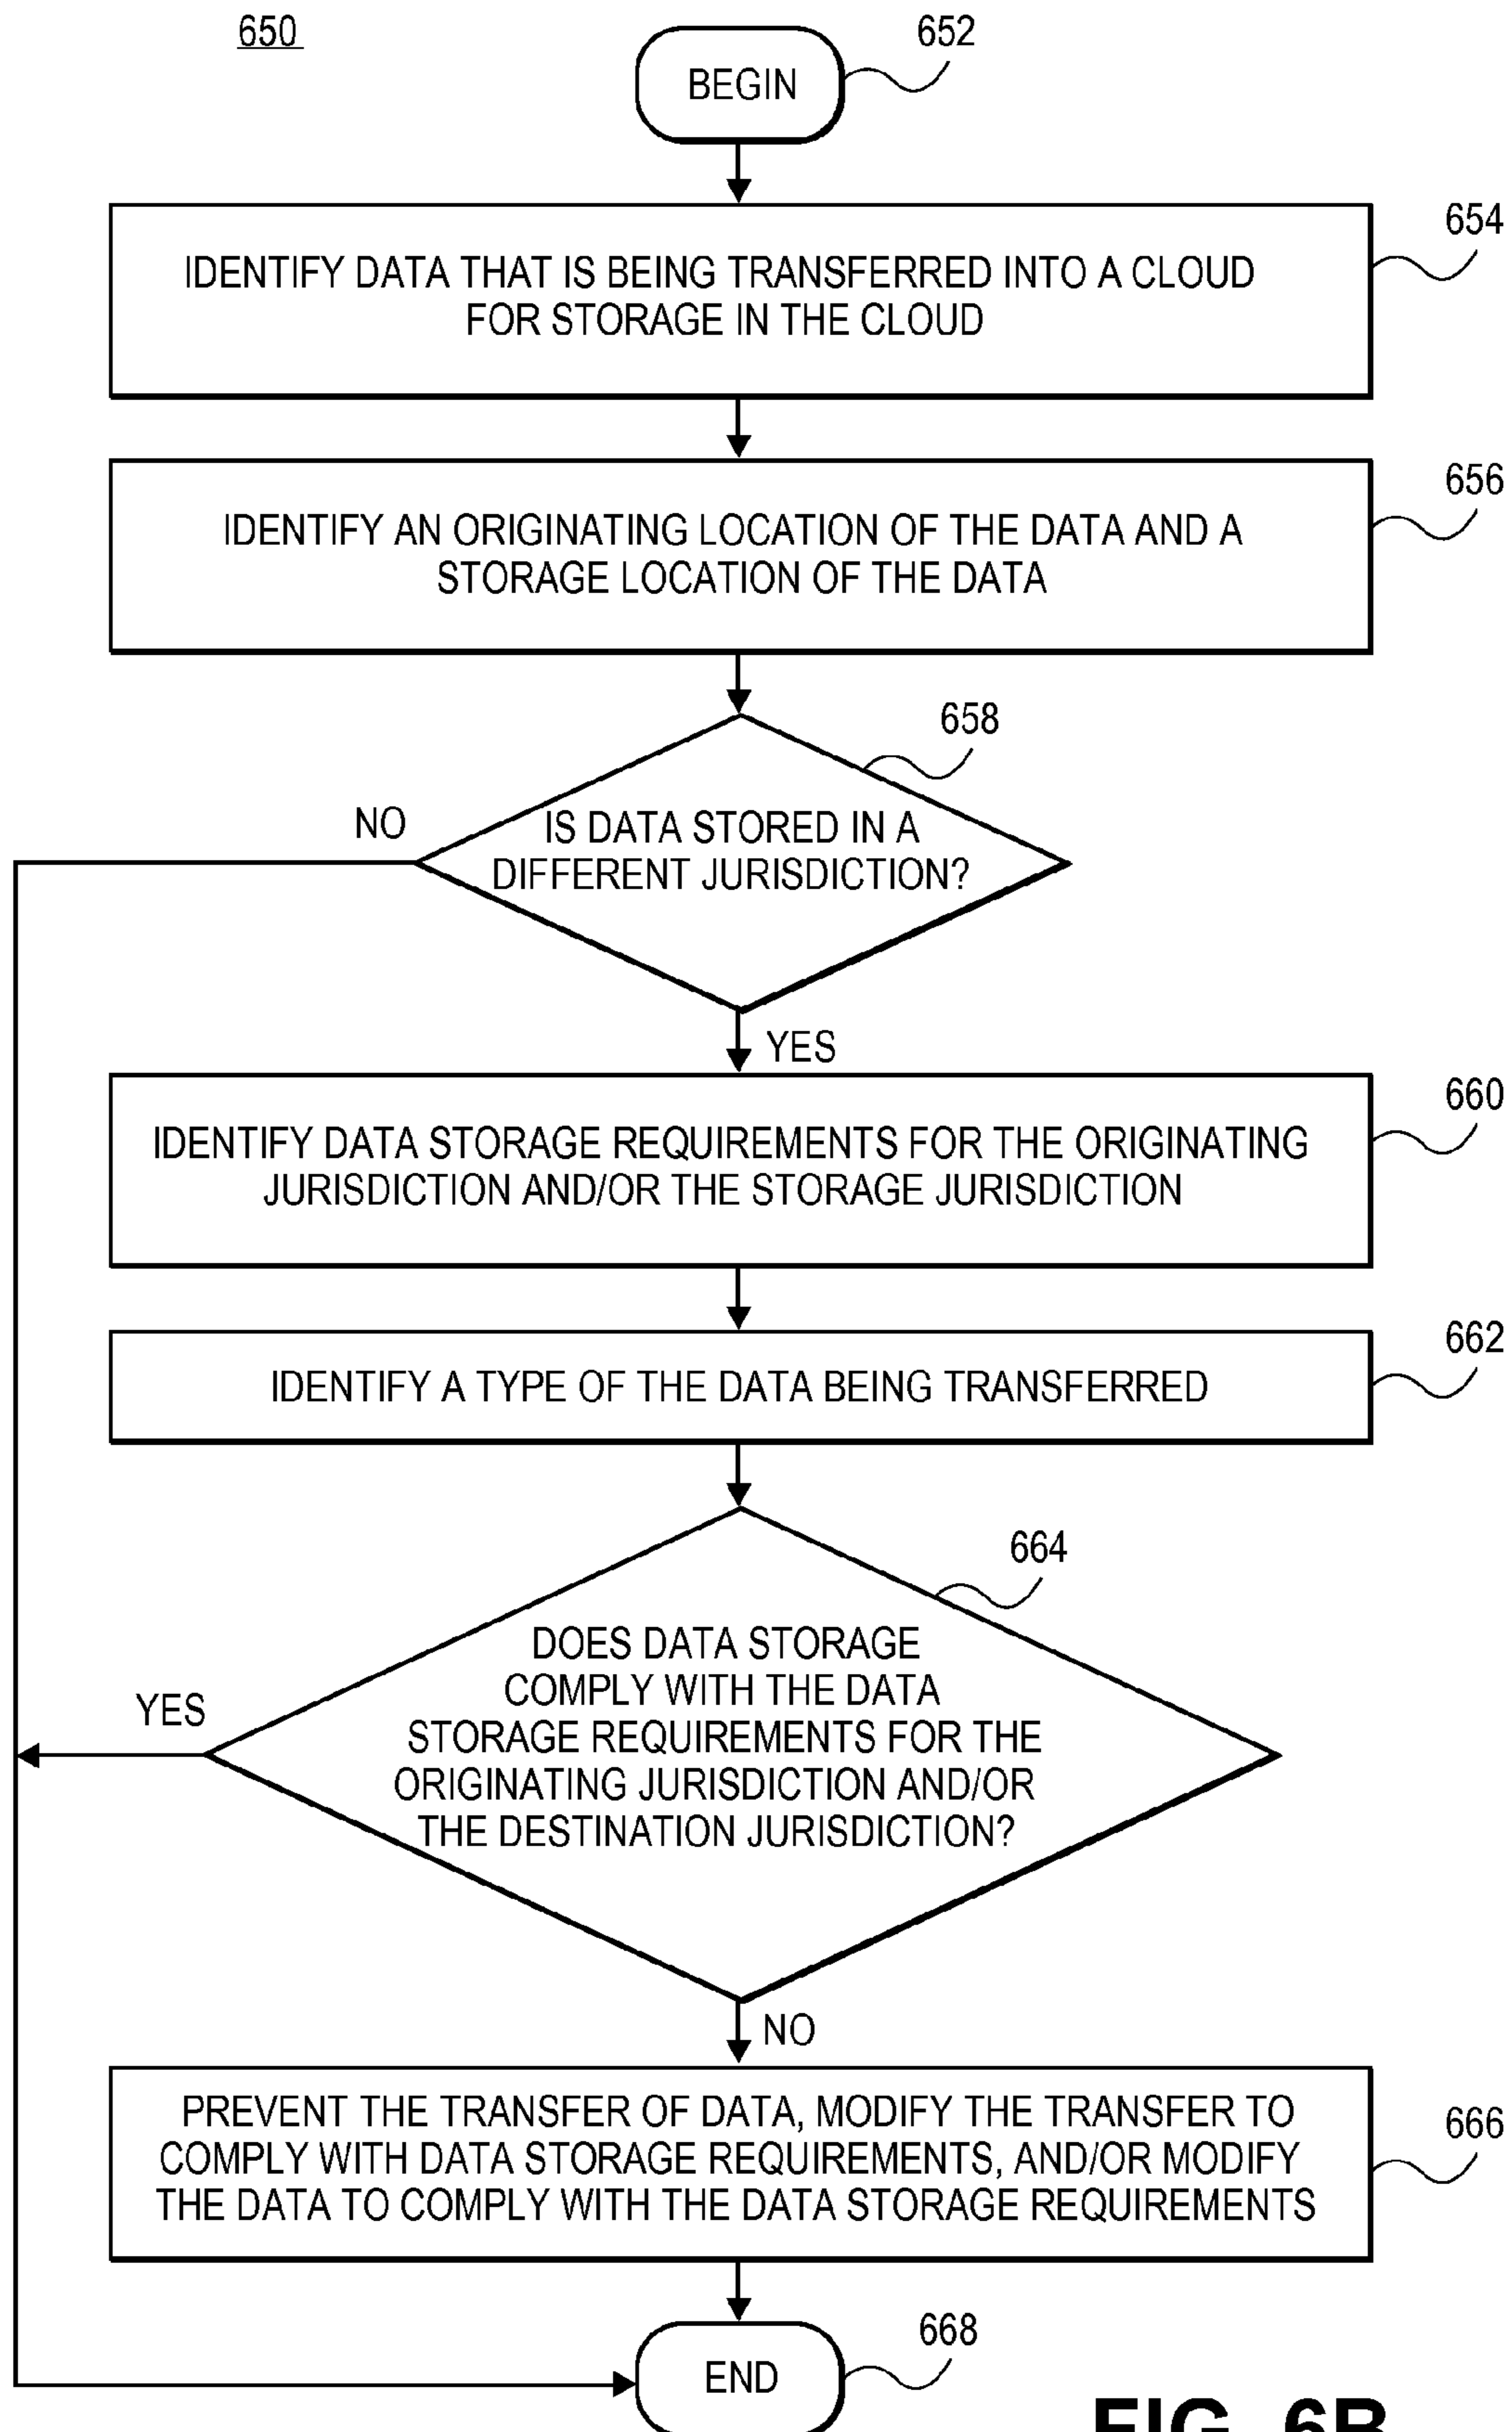 650
652
BEGIN
654
IDENTIFY DATA THAT IS BEING TRANSFERRED INTO A CLOUD
FOR STORAGE IN THE CLOUD
656
IDENTIFY AN ORIGINATING LOCATION OF THE DATA AND A
STORAGE LOCATION OF THE DATA
658
NO
IS DATA STORED IN A
DIFFERENT JURISDICTION?
YES
660
IDENTIFY DATA STORAGE REQUIREMENTS FOR THE ORIGINATING
JURISDICTION AND/OR THE STORAGE JURISDICTION
662
IDENTIFY A TYPE OF THE DATA BEING TRANSFERRED
664
DOES DATA STORAGE
COMPLY WITH THE DATA
STORAGE REQUIREMENTS FOR THE
ORIGINATING JURISDICTION AND/OR
THE DESTINATION JURISDICTION?
YES
NO
666
PREVENT THE TRANSFER OF DATA, MODIFY THE TRANSFER TO
COMPLY WITH DATA STORAGE REQUIREMENTS, AND/OR MODIFY
THE DATA TO COMPLY WITH THE DATA STORAGE REQUIREMENTS
668
END
FIG. 6B